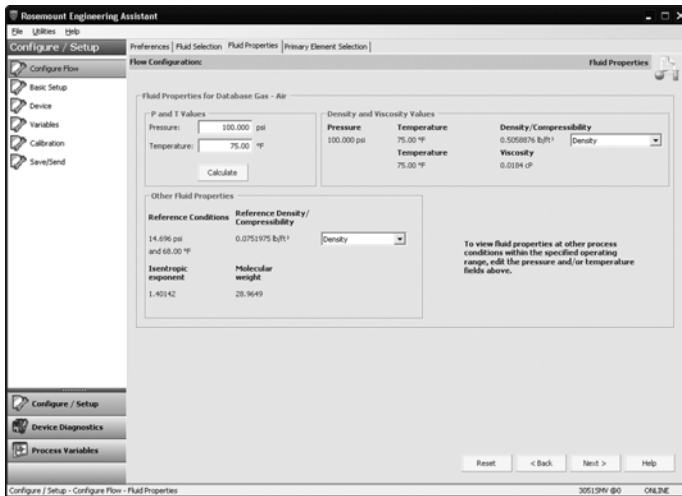 Rosemount Engineering Assistant
File Utilities Help
Configure / Setup
Preferences | Fluid Selection | Fluid Properties | Primary Element Selection |
Flow Configuration: Fluid Properties
Configure Flow
Basic Setup
Device
Variables
Calibration
Save/Send
Fluid Properties for Database Gas - Air
P and T Values
Pressure: 100.000 psi
Temperature: 75.00 °F
Calculate
Density and Viscosity Values
Pressure Temperature Density/Compressibility
100.000 psi 75.00 °F 0.5058876 lb/ft³ Density
Temperature Viscosity
75.00 °F 0.0184 cP
Other Fluid Properties
Reference Conditions Reference Density/
Compressibility
14.696 psi 0.0751975 lb/ft³ Density
and 68.00 °F
Isentropic Molecular
exponent weight
1.40142 28.9649
To view fluid properties at other process
conditions within the specified operating
range, edit the pressure and/or temperature
fields above.
Configure / Setup
Device Diagnostics
Process Variables
Reset < Back Next > Help
Configure / Setup - Configure Flow - Fluid Properties 3051SMV @0 ONLINE